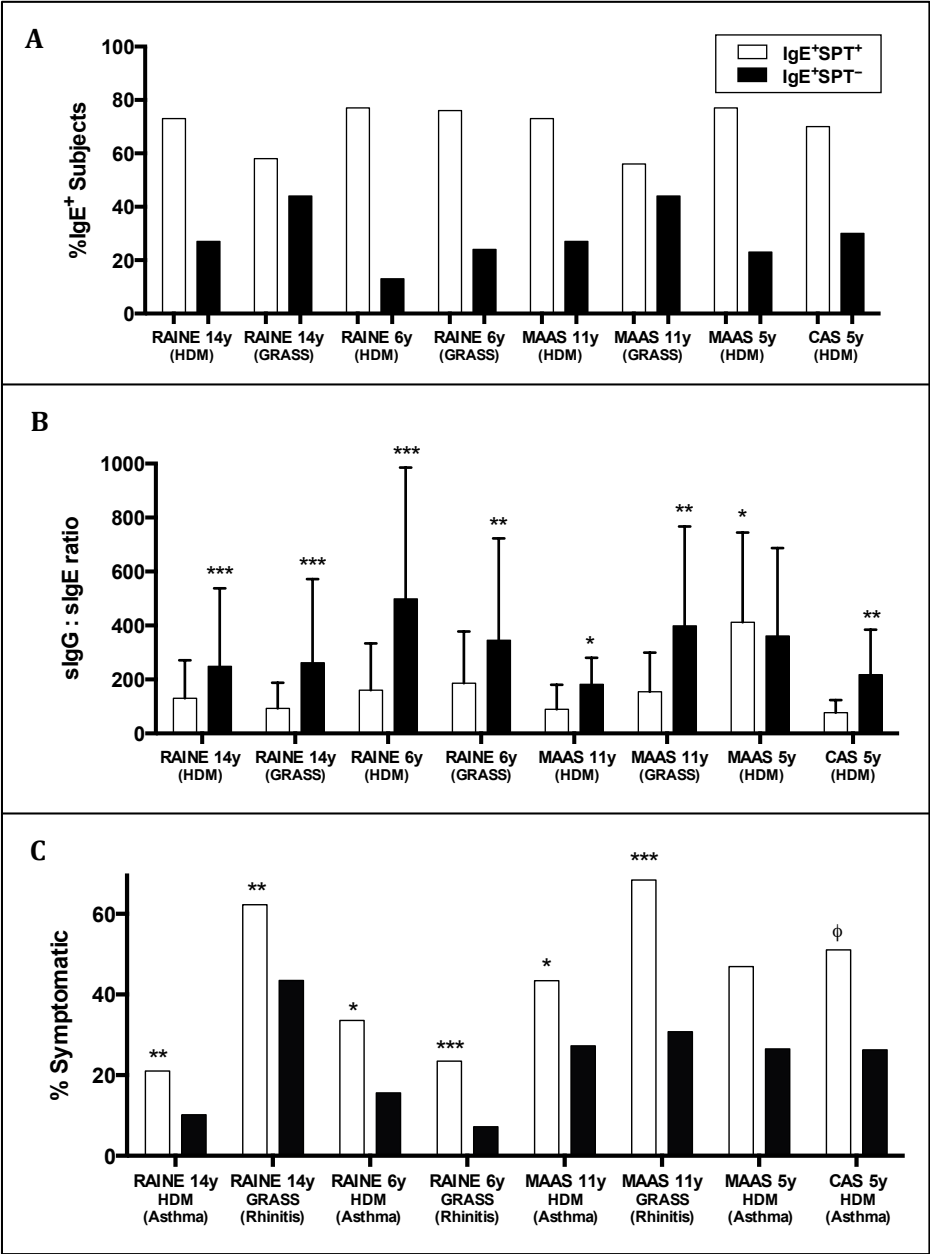 A
IgE+SPT+
IgE+SPT−
%IgE+ Subjects
100
80
60
40
20
0
RAINE 14y RAINE 14y RAINE 6y RAINE 6y MAAS 11y MAAS 11y MAAS 5y CAS 5y
(HDM) (GRASS) (HDM) (GRASS) (HDM) (GRASS) (HDM) (HDM)
B
sIgG : sIgE ratio
1000
800
600
400
200
0
*** *** *** ** * ** * **
RAINE 14y RAINE 14y RAINE 6y RAINE 6y MAAS 11y MAAS 11y MAAS 5y CAS 5y
(HDM) (GRASS) (HDM) (GRASS) (HDM) (GRASS) (HDM) (HDM)
C
% Symptomatic
60
40
20
0
** ** * *** * *** ϕ
RAINE 14y RAINE 14y RAINE 6y RAINE 6y MAAS 11y MAAS 11y MAAS 5y CAS 5y
HDM GRASS HDM GRASS HDM GRASS HDM HDM
(Asthma) (Rhinitis) (Asthma) (Rhinitis) (Asthma) (Rhinitis) (Asthma) (Asthma)